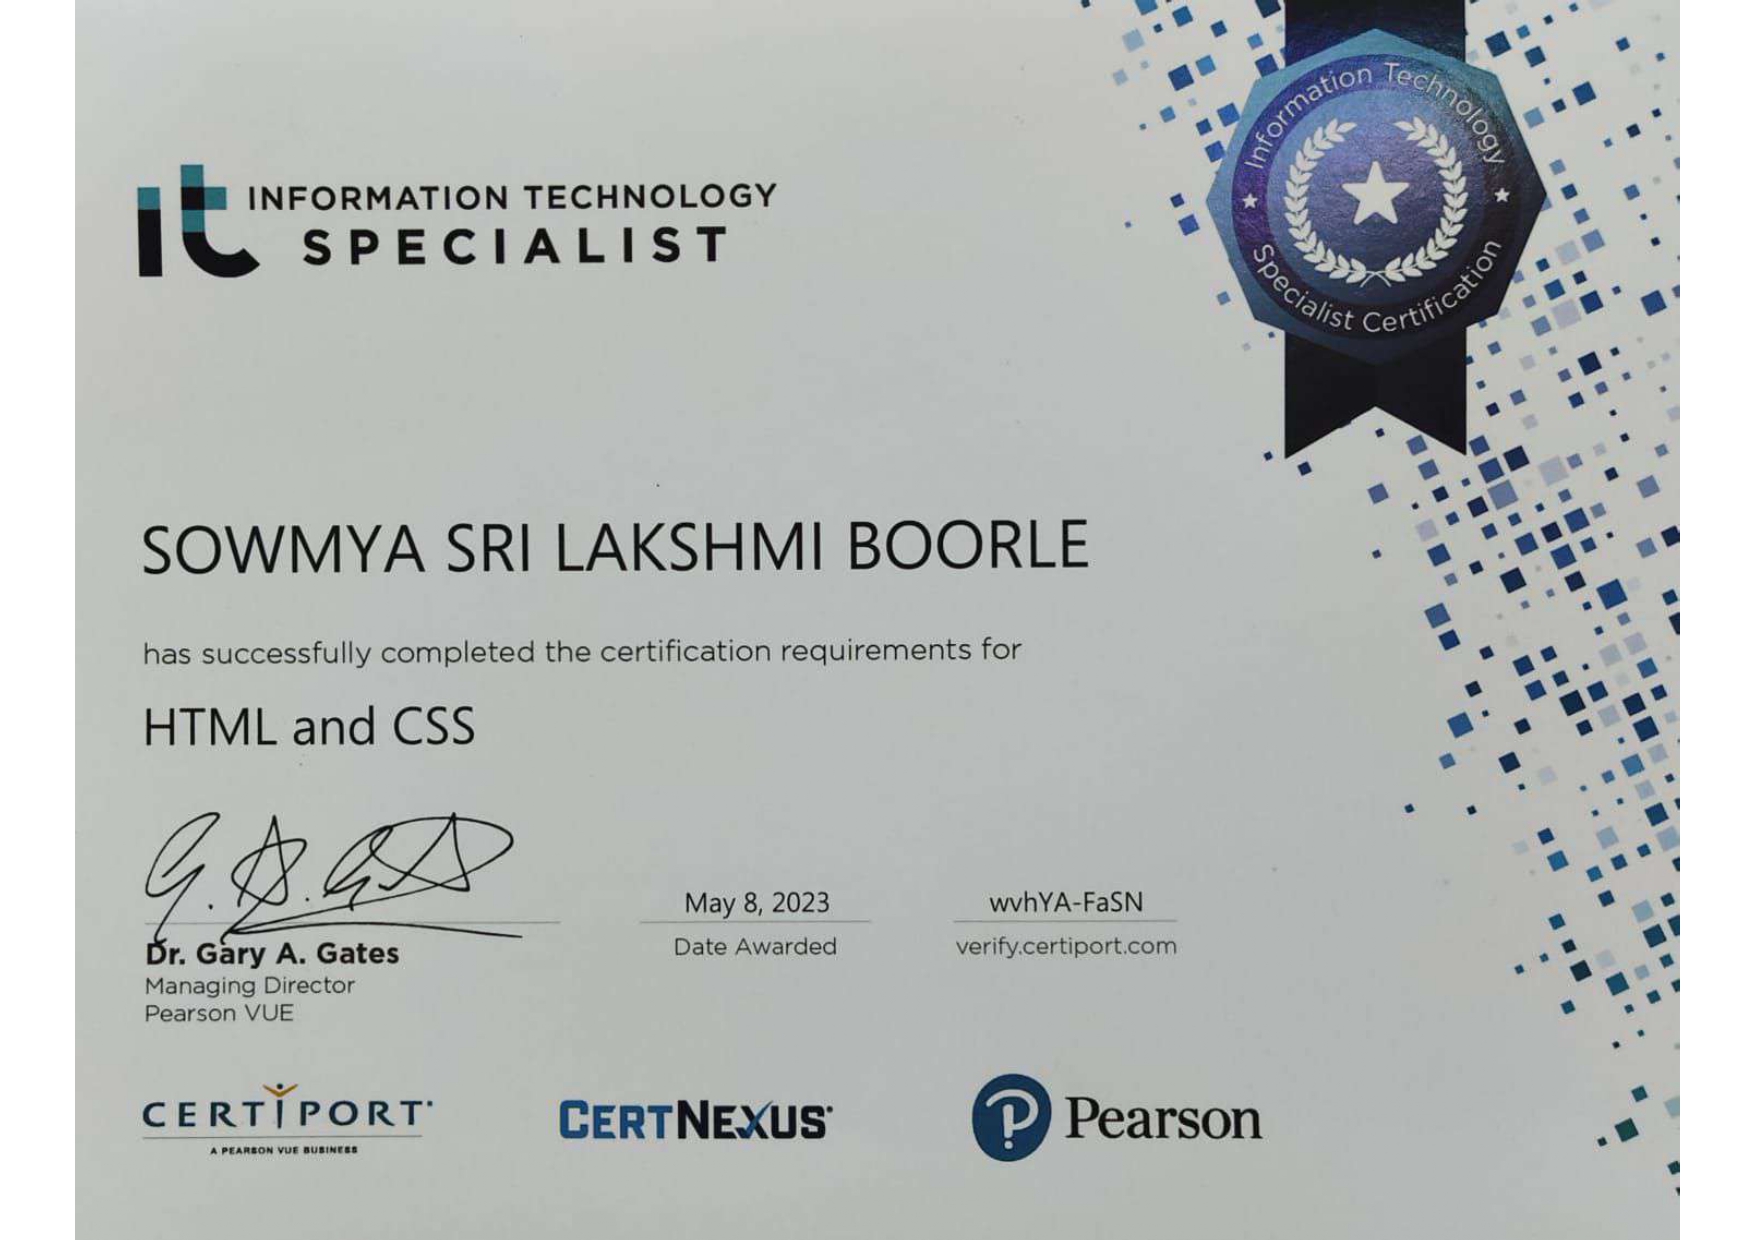 INFORMATION TECHNOLOGY
SPECIALIST
Information Technology
Specialist Certification
SOWMYA SRI LAKSHMI BOORLE
has successfully completed the certification requirements for
HTML and CSS
May 8, 2023
wvhYA-FaSN
Dr. Gary A. Gates
Date Awarded
verify.certiport.com
Managing Director
Pearson VUE
CERTIPORT
A PEARSON VUE BUSINESS
CERTNEXUS
Pearson